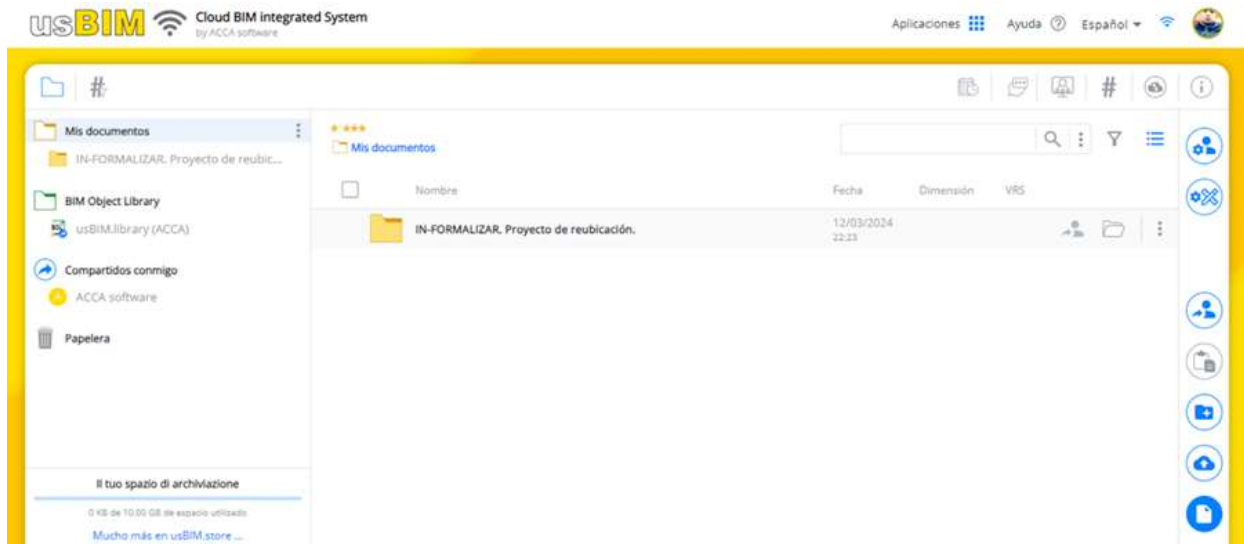 usBIM
Cloud BIM integrated System
by ACCA software
Aplicaciones
Ayuda
Español
Mis documentos
IN-FORMALIZAR. Proyecto de reubic...
BIM Object Library
usBIM.library (ACCA)
Compartidos conmigo
ACCA software
Papelera
Il tuo spazio di archiviazione
0 KB de 10.00 GB de espacio utilizado
Mucho más en usBIM.store ...
Mis documentos
Nombre
Fecha
Dimensión
VRS
IN-FORMALIZAR. Proyecto de reubicación.
12/03/2024
22:23